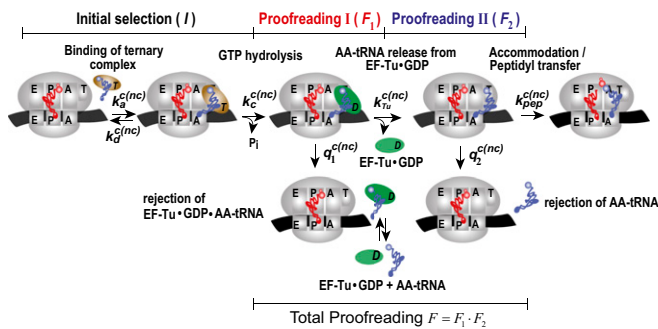 Initial selection (I)
Proofreading I (F1)
Proofreading II (F2)
Binding of ternary
complex
GTP hydrolysis
AA-tRNA release from
EF-Tu•GDP
Accommodation /
Peptidyl transfer
E P A T
E P A
T
ka c(nc)
kd c(nc)
E P A T
T
E P A
kc c(nc)
Pi
E P A T
D
E P A
kTu c(nc)
D
EF-Tu•GDP
E P A T
E P A
kpep c(nc)
E P A T
E P A
q1 c(nc)
q2 c(nc)
rejection of
EF-Tu•GDP•AA-tRNA
E P A T
E P A
D
D
EF-Tu•GDP + AA-tRNA
E P A T
E P A
rejection of AA-tRNA
Total Proofreading F = F1 · F2